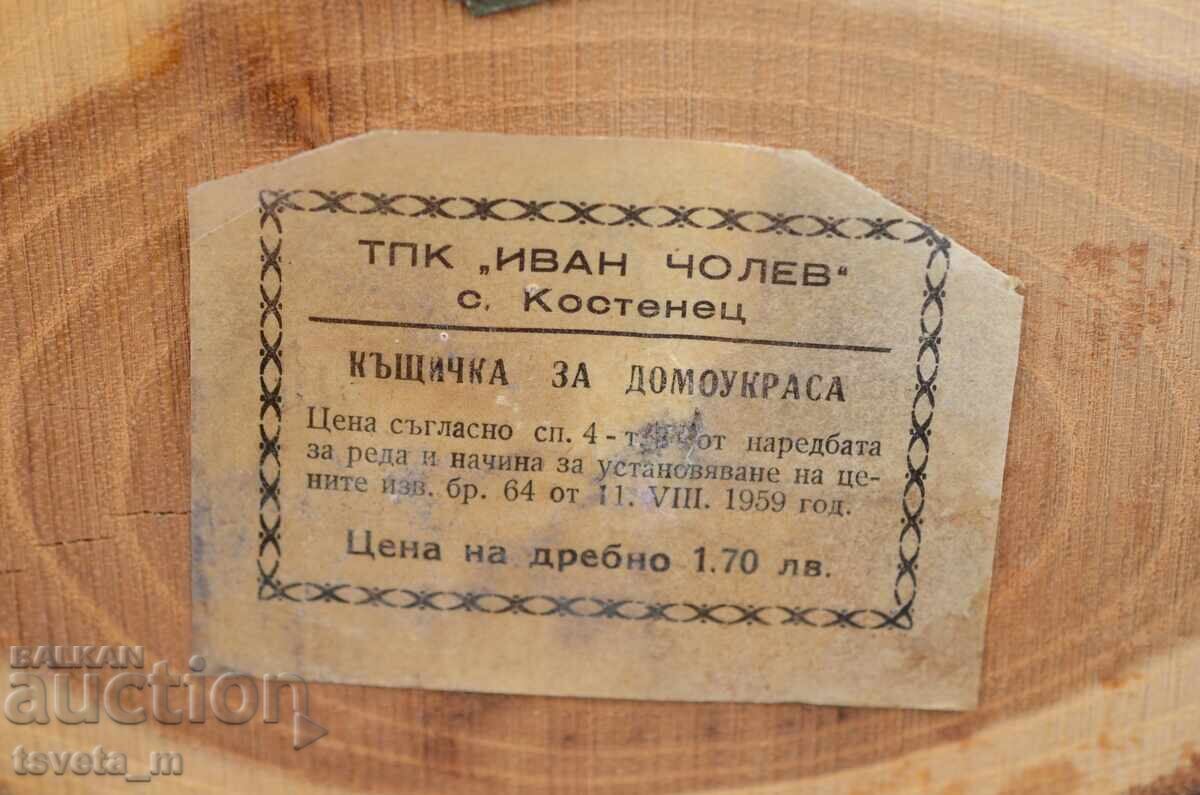 ТПК „ИВАН ЧОЛЕВ“
с. Костенец
КЪЩИЧКА ЗА ДОМОУКРАСА
Цена съгласно сп. 4-т. от наредбата
за реда и начина за установяване на це-
ните изв. бр. 64 от 11. VIII. 1959 год.
Цена на дребно 1.70 лв.
BALKAN
auction
tsveta_m